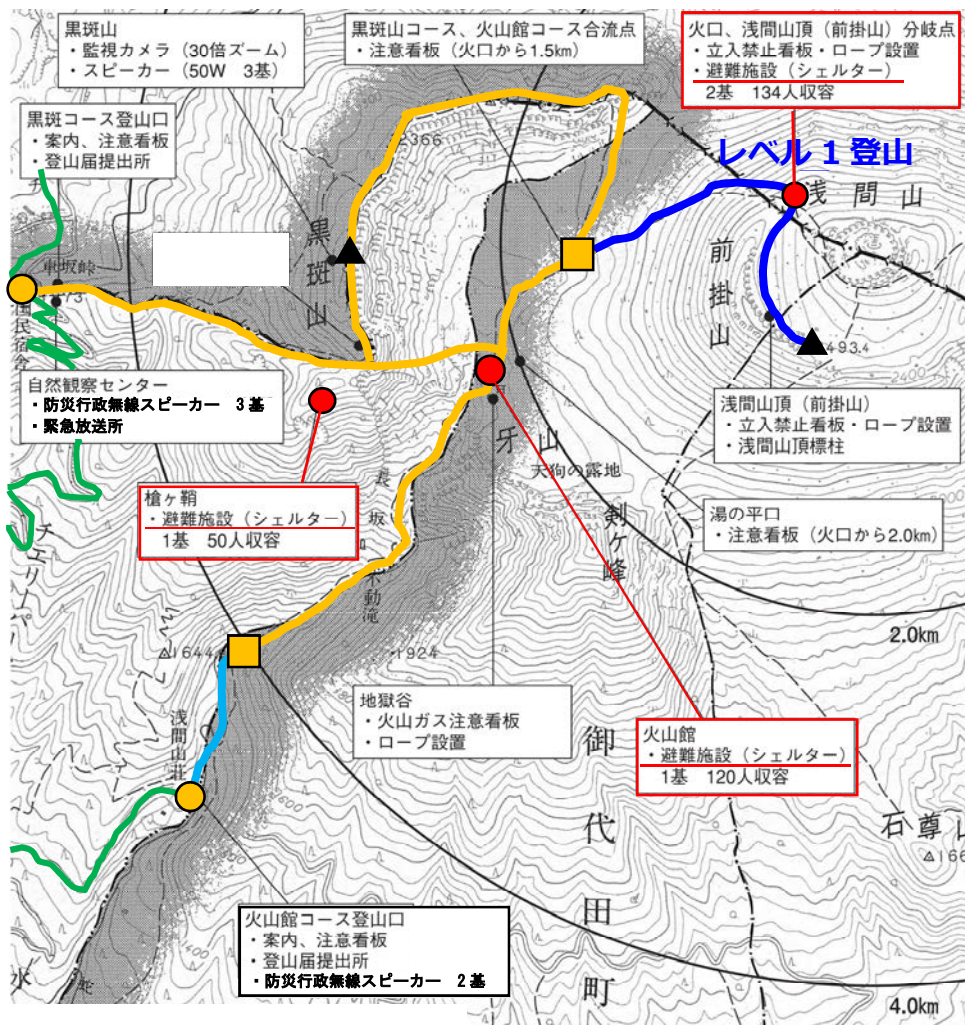 黒斑山
・監視カメラ（30倍ズーム）
・スピーカー（50W 3基）
黒斑山コース、火山館コース合流点
・注意看板（火口から1.5km）
火口、浅間山頂（前掛山）分岐点
・立入禁止看板・ロープ設置
・避難施設（シェルター）
2基 134人収容
黒斑コース登山口
・案内、注意看板
・登山届提出所
レベル１登山
浅間山
前掛山
黒斑山
車坂峠
国民宿舎
自然観察センター
・防災行政無線スピーカー 3基
・緊急放送所
牙山
天狗の露地
剣ケ峰
2400
浅間山頂（前掛山）
・立入禁止看板・ロープ設置
・浅間山頂標柱
槍ヶ鞘
・避難施設（シェルター）
1基 50人収容
長坂
不動滝
湯の平口
・注意看板（火口から2.0km）
チェリーパ
2.0km
△1644
・1924
浅間山荘
地獄谷
・火山ガス注意看板
・ロープ設置
火山館
・避難施設（シェルター）
1基 120人収容
御代田町
石尊山
△166
火山館コース登山口
・案内、注意看板
・登山届提出所
・防災行政無線スピーカー 2基
水
蛇
4.0km